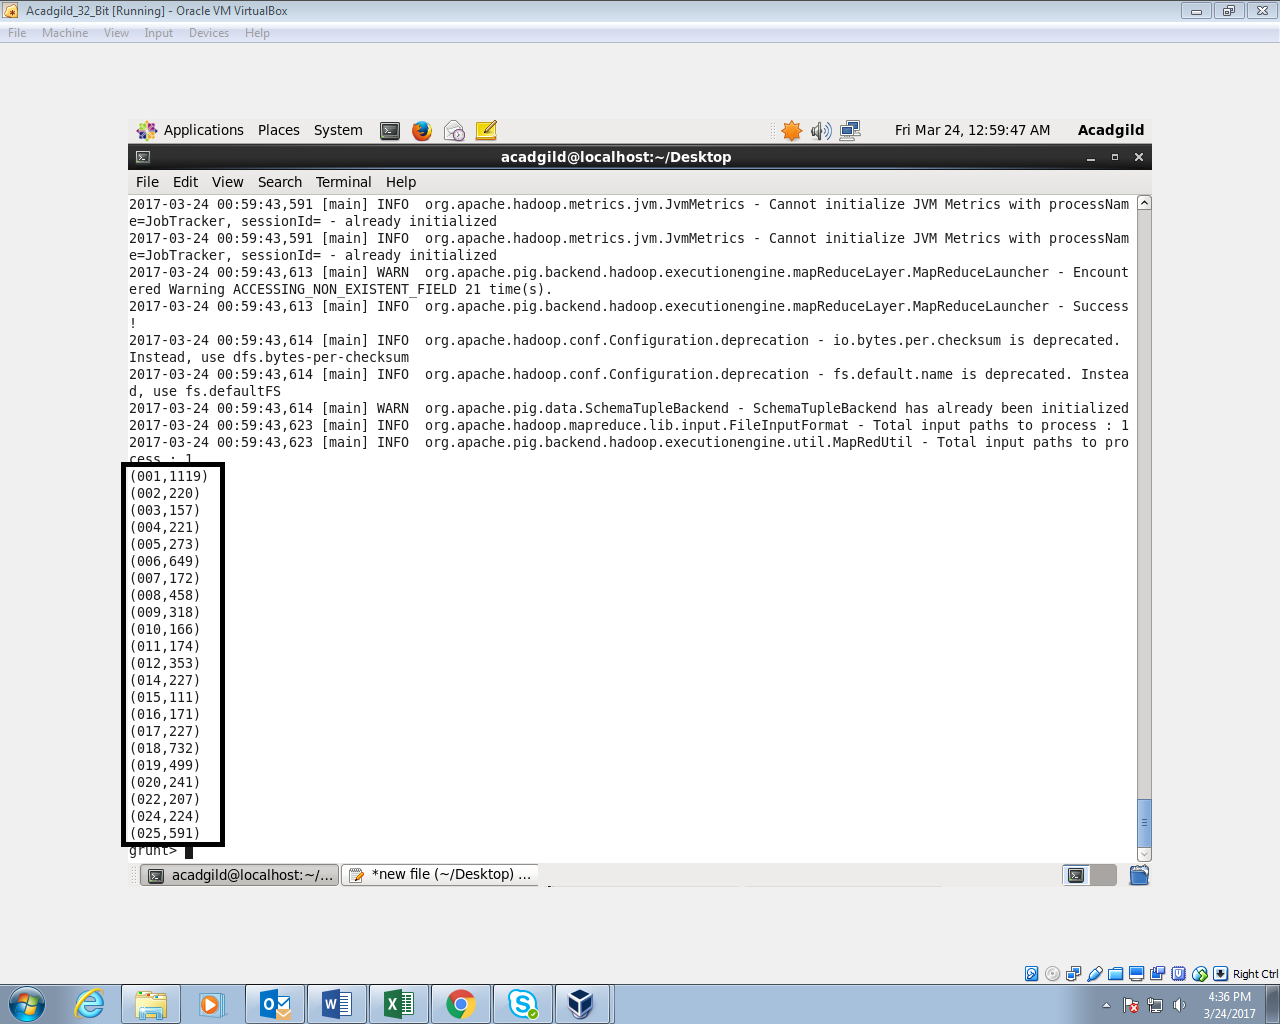 Acadgild_32_Bit [Running] - Oracle VM VirtualBox
File Machine View Input Devices Help
Applications Places System Fri Mar 24, 12:59:47 AM Acadgild
acadgild@localhost:~/Desktop
File Edit View Search Terminal Help
2017-03-24 00:59:43,591 [main] INFO  org.apache.hadoop.metrics.jvm.JvmMetrics - Cannot initialize JVM Metrics with processNam
e=JobTracker, sessionId= - already initialized
2017-03-24 00:59:43,591 [main] INFO  org.apache.hadoop.metrics.jvm.JvmMetrics - Cannot initialize JVM Metrics with processNam
e=JobTracker, sessionId= - already initialized
2017-03-24 00:59:43,613 [main] WARN  org.apache.pig.backend.hadoop.executionengine.mapReduceLayer.MapReduceLauncher - Encount
ered Warning ACCESSING_NON_EXISTENT_FIELD 21 time(s).
2017-03-24 00:59:43,613 [main] INFO  org.apache.pig.backend.hadoop.executionengine.mapReduceLayer.MapReduceLauncher - Success
!
2017-03-24 00:59:43,614 [main] INFO  org.apache.hadoop.conf.Configuration.deprecation - io.bytes.per.checksum is deprecated.
Instead, use dfs.bytes-per-checksum
2017-03-24 00:59:43,614 [main] INFO  org.apache.hadoop.conf.Configuration.deprecation - fs.default.name is deprecated. Instea
d, use fs.defaultFS
2017-03-24 00:59:43,614 [main] WARN  org.apache.pig.data.SchemaTupleBackend - SchemaTupleBackend has already been initialized
2017-03-24 00:59:43,623 [main] INFO  org.apache.hadoop.mapreduce.lib.input.FileInputFormat - Total input paths to process : 1
2017-03-24 00:59:43,623 [main] INFO  org.apache.pig.backend.hadoop.executionengine.util.MapRedUtil - Total input paths to pro
cess : 1
(001,1119)
(002,220)
(003,157)
(004,221)
(005,273)
(006,649)
(007,172)
(008,458)
(009,318)
(010,166)
(011,174)
(012,353)
(014,227)
(015,111)
(016,171)
(017,227)
(018,732)
(019,499)
(020,241)
(022,207)
(024,224)
(025,591)
grunt>
acadgild@localhost:~/... *new file (~/Desktop) ...
Right Ctrl
4:36 PM
3/24/2017